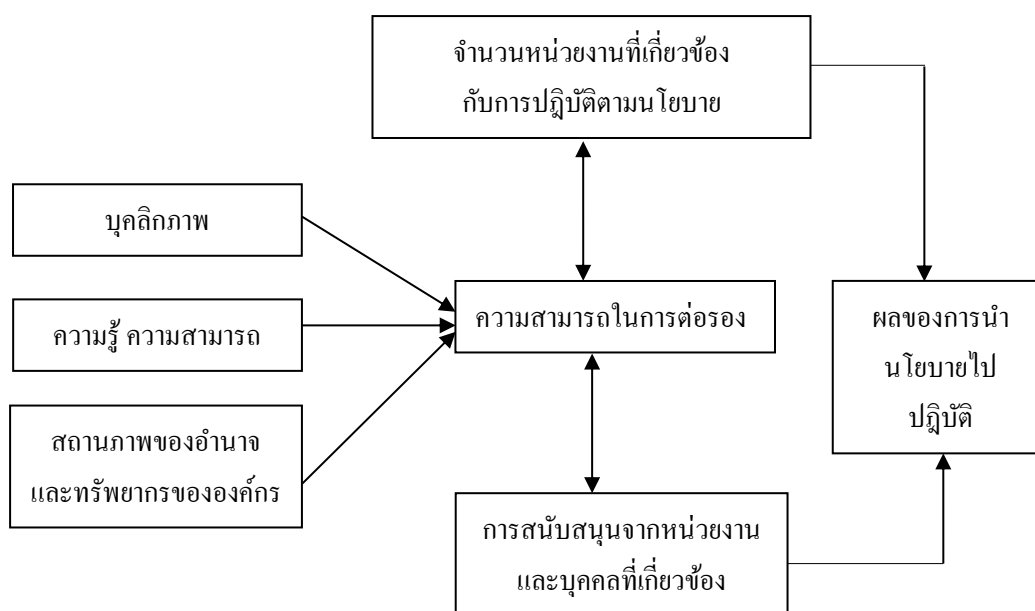 จำนวนหน่วยงานที่เกี่ยวข้อง
กับการปฎิบัติตามนโยบาย
บุคลิกภาพ
ความรู้ ความสามารถ
สถานภาพของอำนาจ
และทรัพยากรขององค์กร
ความสามารถในการต่อรอง
การสนับสนุนจากหน่วยงาน
และบุคคลที่เกี่ยวข้อง
ผลของการนำ
นโยบายไป
ปฎิบัติ